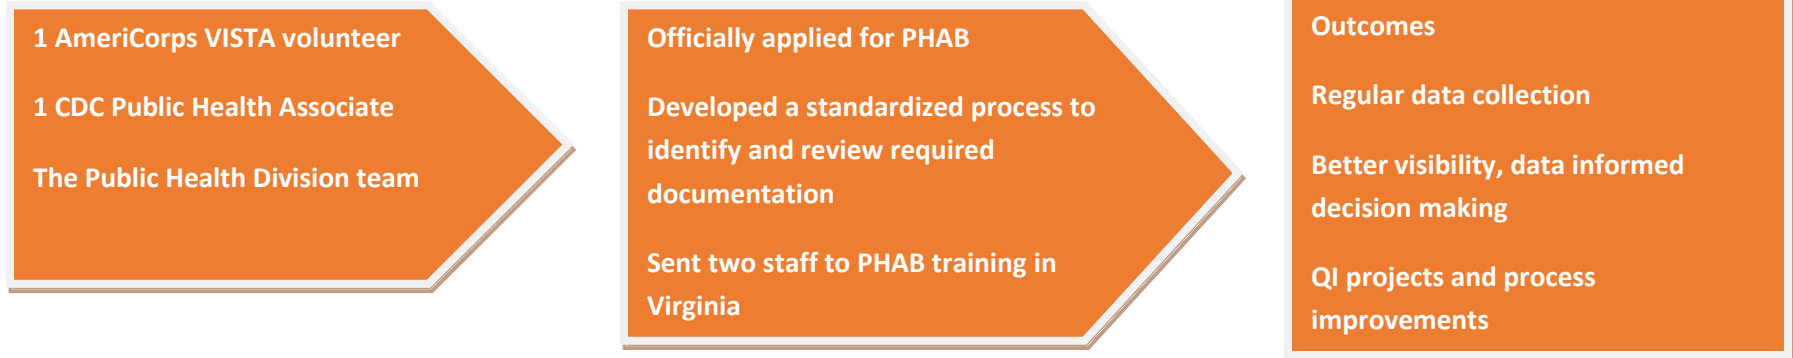 1 AmeriCorps VISTA volunteer
1 CDC Public Health Associate
The Public Health Division team
Officially applied for PHAB
Developed a standardized process to
identify and review required
documentation
Sent two staff to PHAB training in
Virginia
Outcomes
Regular data collection
Better visibility, data informed
decision making
QI projects and process
improvements